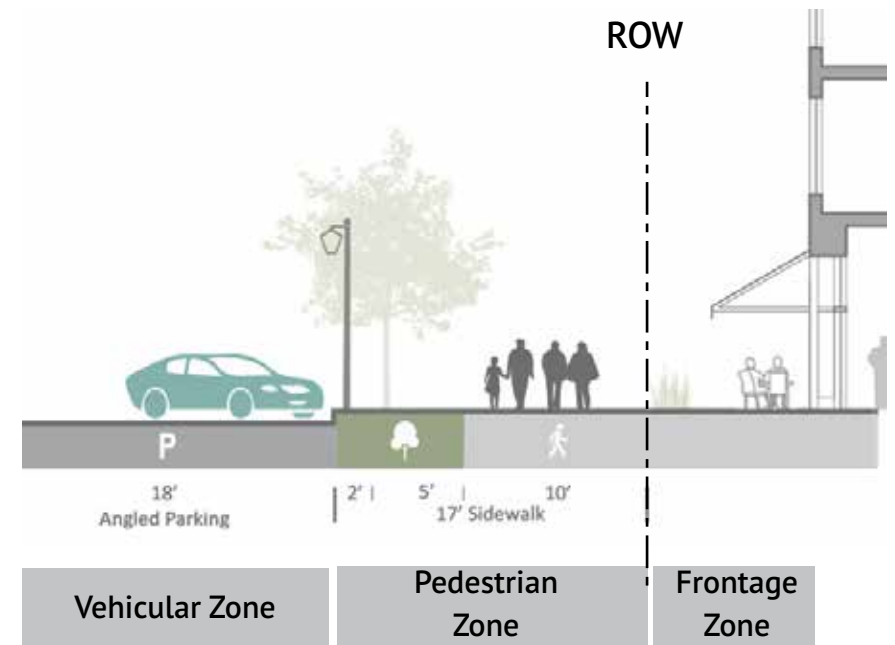 ROW
P
18' 2' 5' 10'
Angled Parking 17' Sidewalk
Vehicular Zone
Pedestrian
Zone
Frontage
Zone